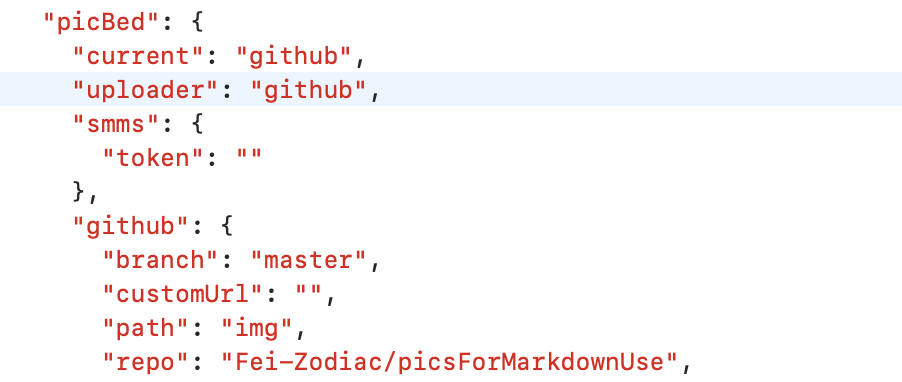 "picBed": {
"current": "github",
"uploader": "github",
"smms": {
"token": ""
},
"github": {
"branch": "master",
"customUrl": "",
"path": "img",
"repo": "Fei-Zodiac/picsForMarkdownUse",